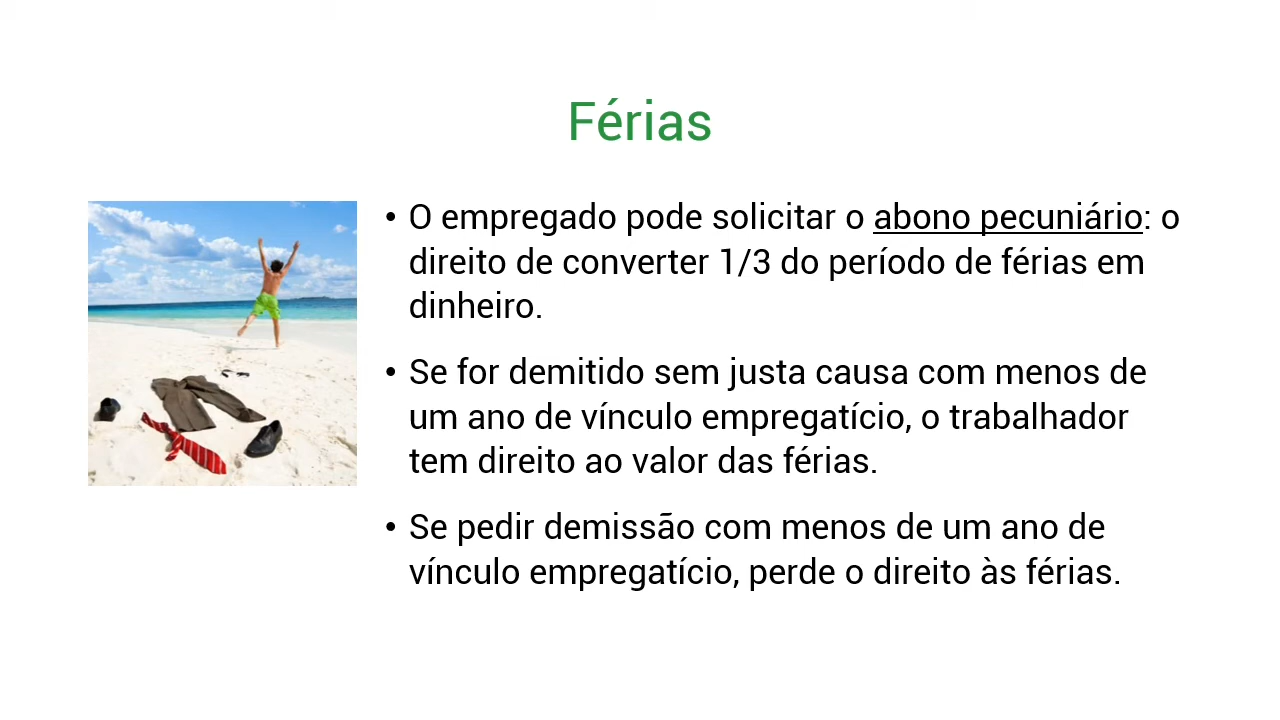 Férias
• O empregado pode solicitar o abono pecuniário: o
direito de converter 1/3 do período de férias em
dinheiro.
• Se for demitido sem justa causa com menos de
um ano de vínculo empregatício, o trabalhador
tem direito ao valor das férias.
• Se pedir demissão com menos de um ano de
vínculo empregatício, perde o direito às férias.